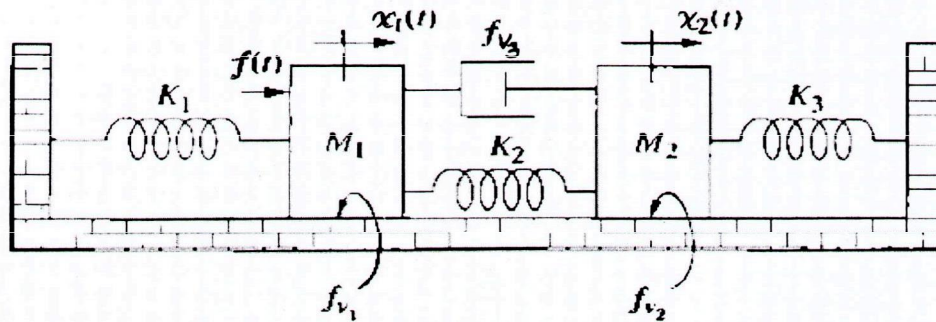 x₁(t) x₂(t)
f(t) fᵥ₃
K₁ K₃
M₁ K₂ M₂
fᵥ₁ fᵥ₂